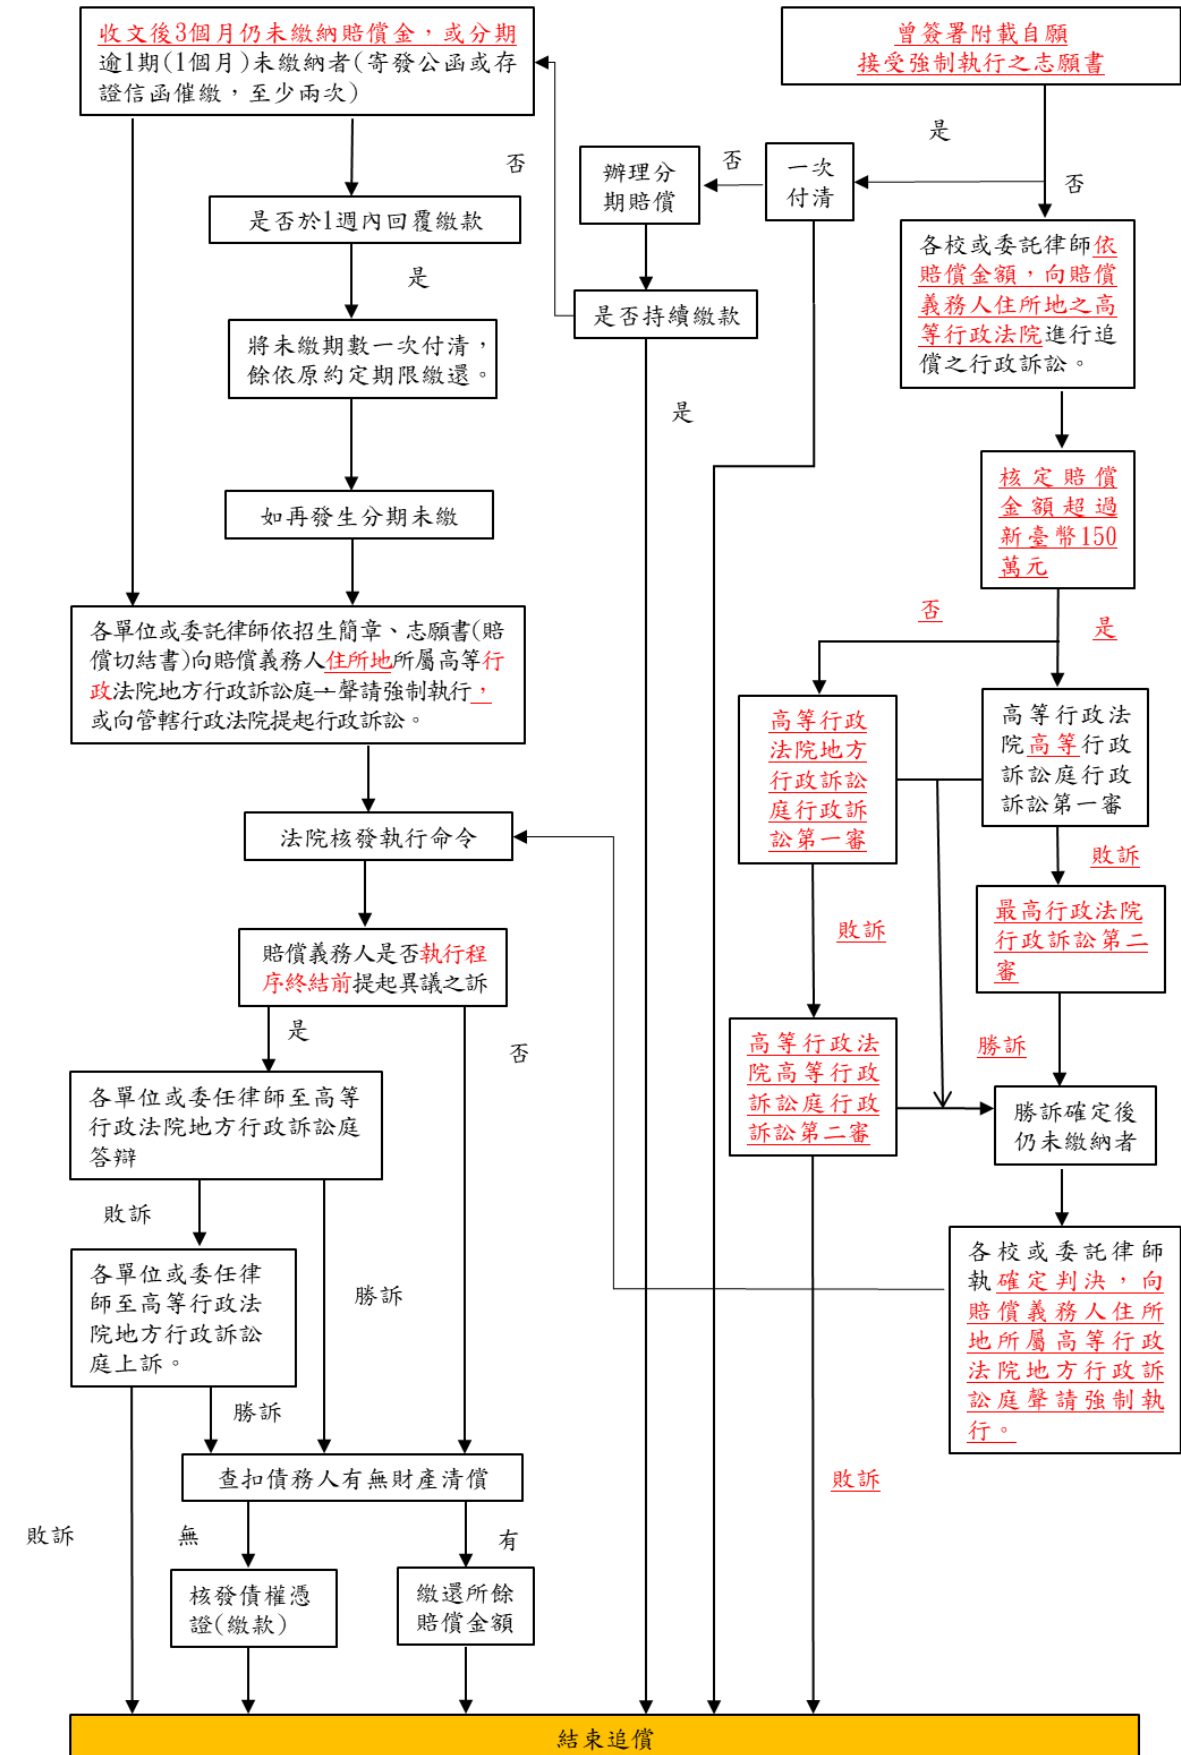 收文後3個月仍未繳納賠償金，或分期
逾1期(1個月)未繳納者(寄發公函或存
證信函催繳，至少兩次)
曾簽署附載自願
接受強制執行之志願書
是
否
一次
付清
否
辦理分
期賠償
否
是否於1週內回覆繳款
是
是否持續繳款
是
各校或委託律師依
賠償金額，向賠償
義務人住所地之高
等行政法院進行追
償之行政訴訟。
將未繳期數一次付清，
餘依原約定期限繳還。
如再發生分期未繳
核定賠償
金額超過
新臺幣150
萬元
否
是
各單位或委託律師依招生簡章、志願書(賠
償切結書)向賠償義務人住所地所屬高等行
政法院地方行政訴訟庭聲請強制執行，
或向管轄行政法院提起行政訴訟。
高等行政
法院地方
行政訴訟
庭行政訴
訟第一審
高等行政法
院高等行政
訴訟庭行政
訴訟第一審
法院核發執行命令
敗訴
敗訴
最高行政法院
行政訴訟第二
審
賠償義務人是否執行程
序終結前提起異議之訴
是
否
勝訴
高等行政法
院高等行政
訴訟庭行政
訴訟第二審
勝訴確定後
仍未繳納者
各單位或委任律師至高等
行政法院地方行政訴訟庭
答辯
敗訴
勝訴
各單位或委任律
師至高等行政法
院地方行政訴訟
庭上訴。
各校或委託律師
執確定判決，向
賠償義務人住所
地所屬高等行政
法院地方行政訴
訟庭聲請強制執
行。
勝訴
查扣債務人有無財產清償
敗訴
敗訴
無
有
核發債權憑
證(繳款)
繳還所餘
賠償金額
結束追償